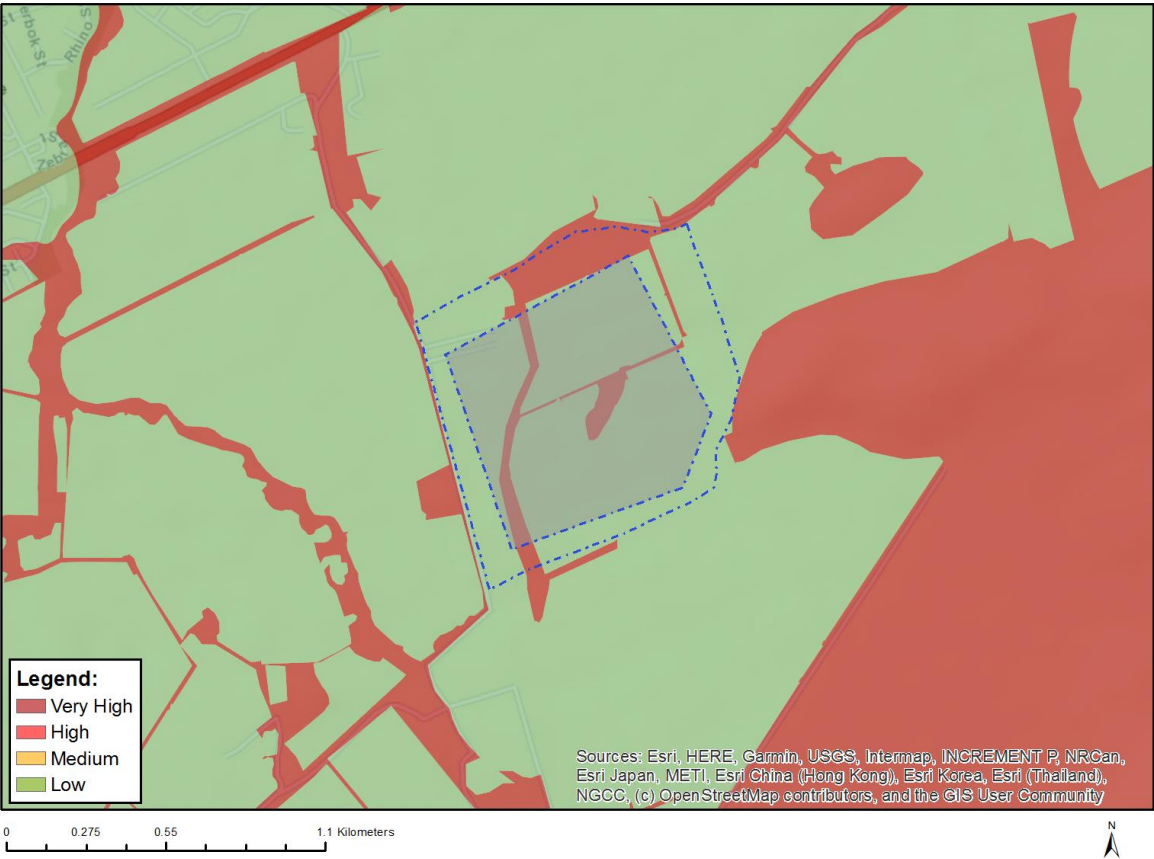 Rhino S
St
St
Legend:
Very High
High
Medium
Low
Sources: Esri, HERE, Garmin, USGS, Intermap, INCREMENT P, NRCan,
Esri Japan, METI, Esri China (Hong Kong), Esri Korea, Esri (Thailand),
NGCC, (c) OpenStreetMap contributors, and the GIS User Community
0 0.275 0.55 1.1 Kilometers
N